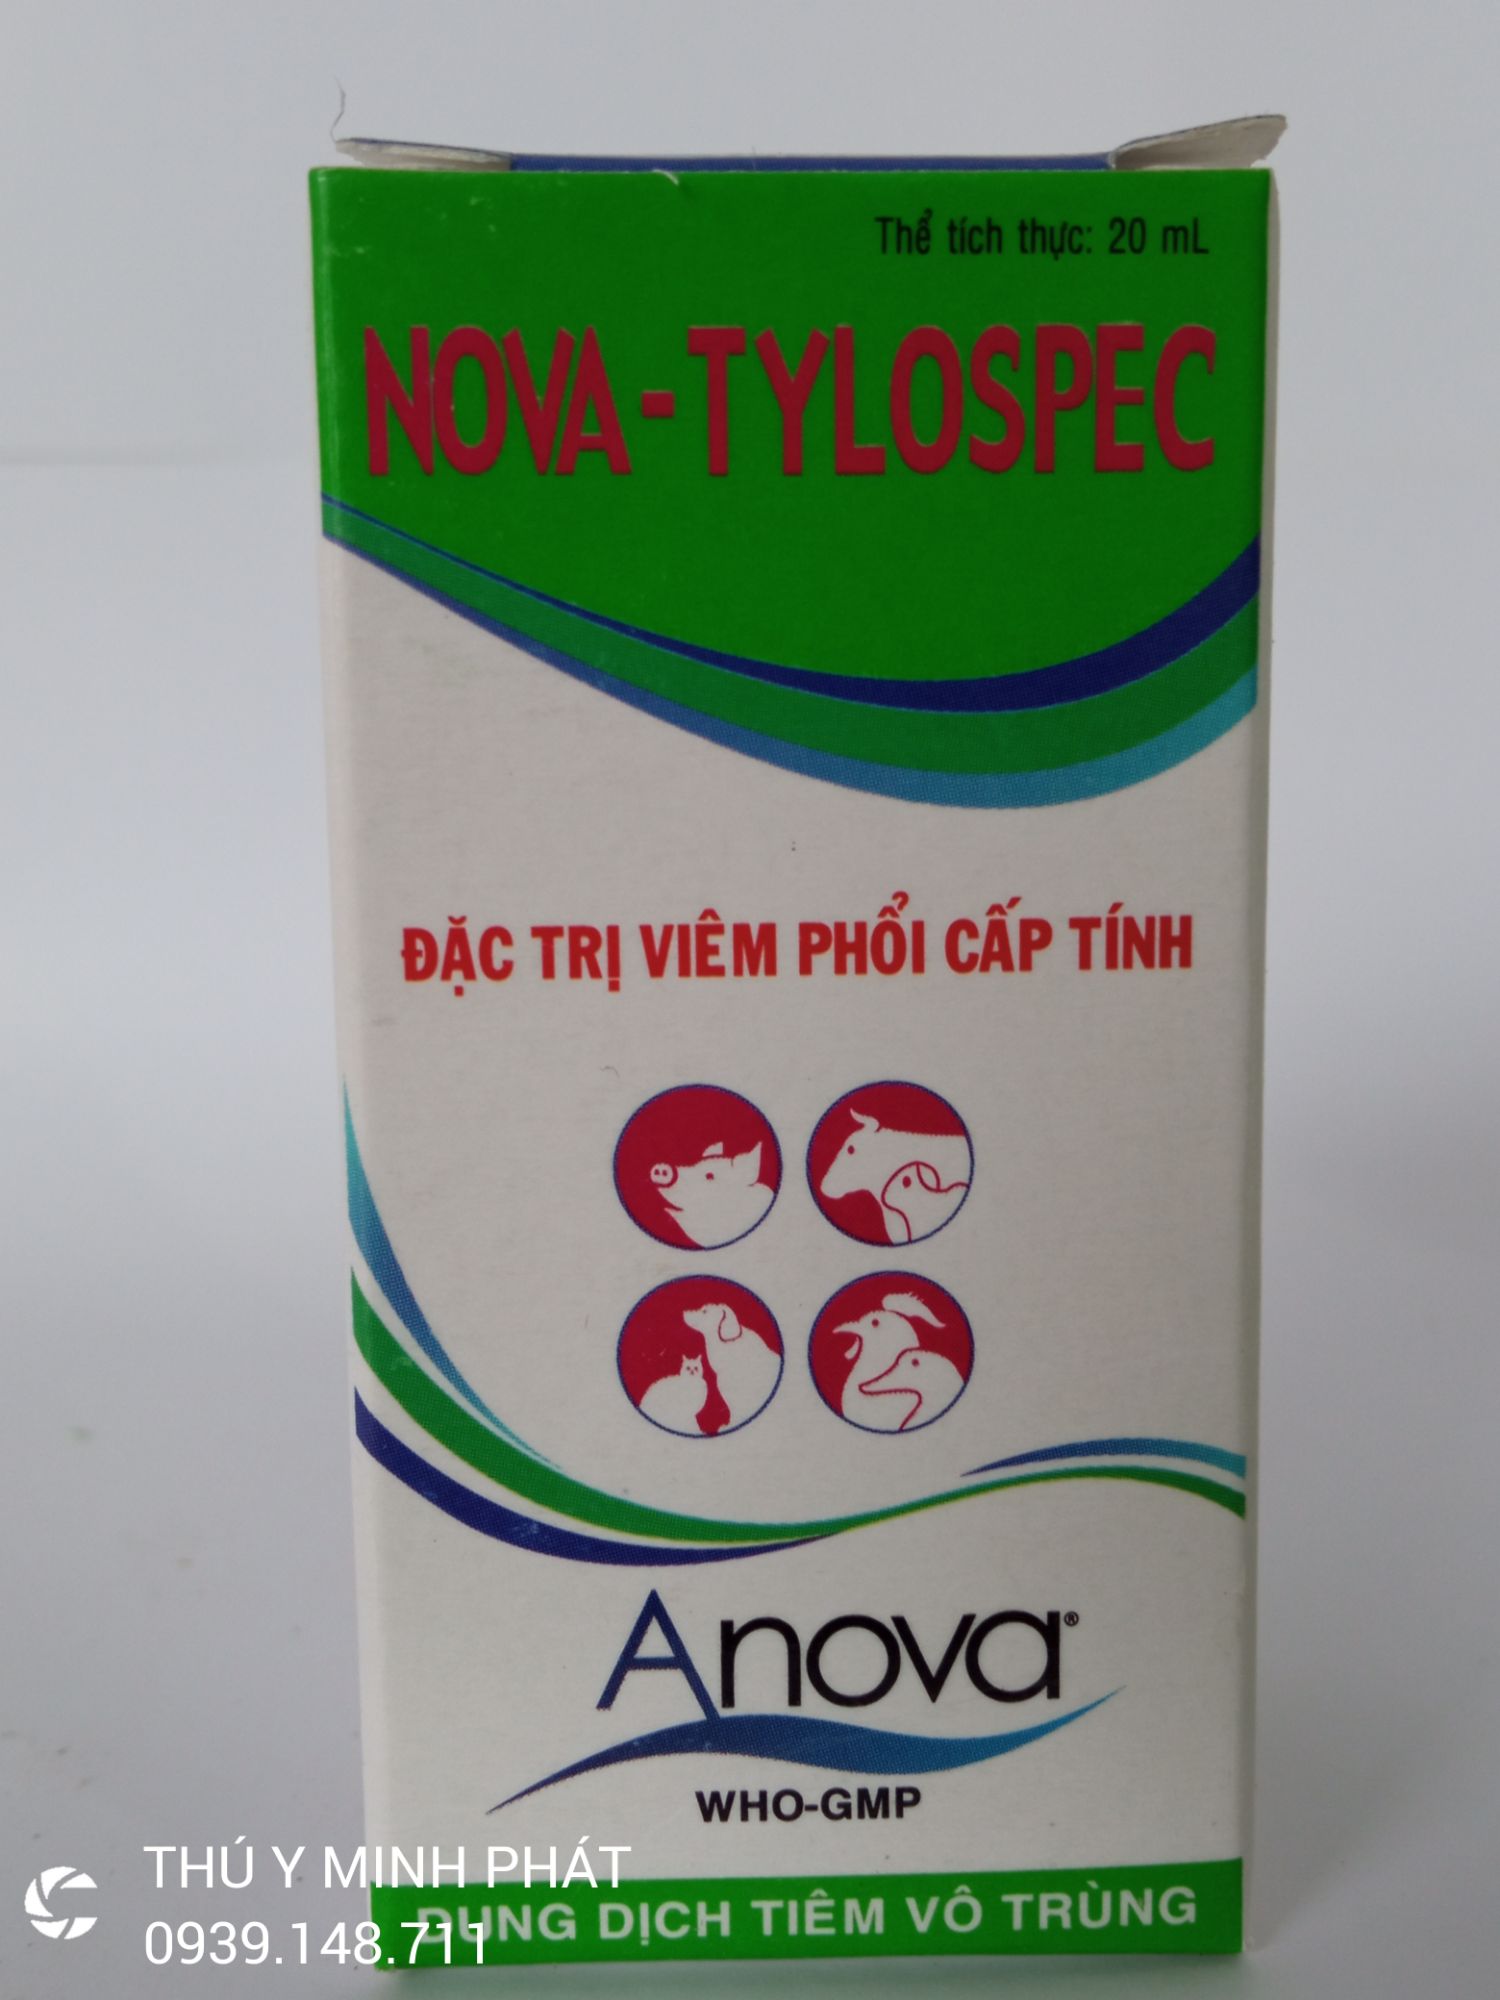 Thể tích thực: 20 mL
NOVA-TYLOSPEC
ĐẶC TRỊ VIÊM PHỔI CẤP TÍNH
Anova®
WHO-GMP
DUNG DỊCH TIÊM VÔ TRÙNG
THÚ Y MINH PHÁT
0939.148.711